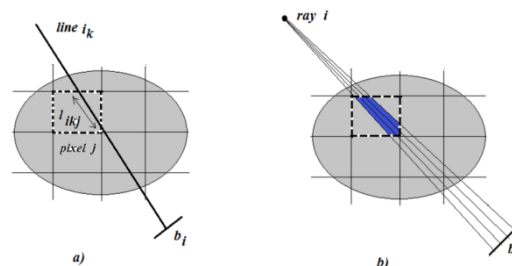 line i_k
l_ikj
pixel j
b_i
a)
ray i
b
b)